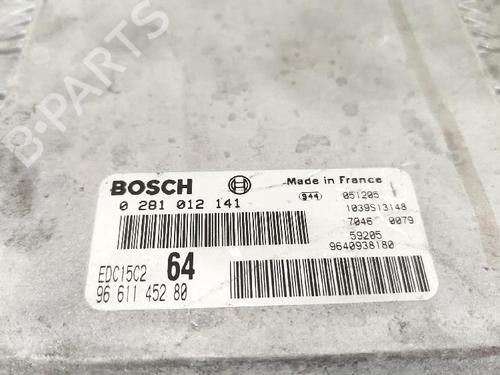 B-PARTS
BOSCH
Made in France
0 281 012 141
944
051205
1039S13148
7046 0079
59205
9640938180
EDC15C2 64
96 611 452 80